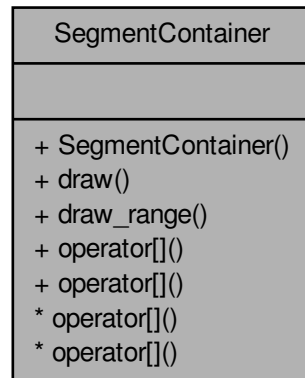 SegmentContainer
+ SegmentContainer()
+ draw()
+ draw_range()
+ operator[]()
+ operator[]()
* operator[]()
* operator[]()